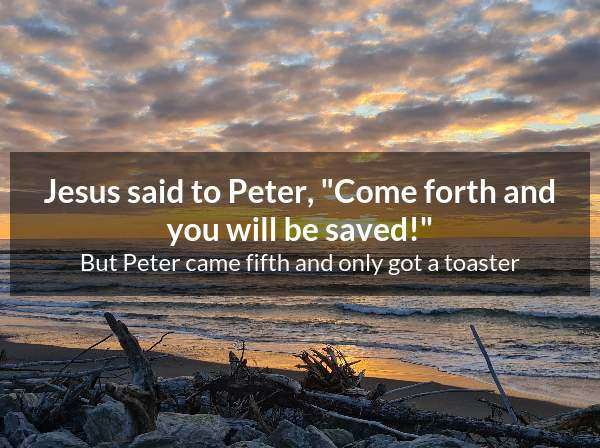 Jesus said to Peter, "Come forth and
you will be saved!"
But Peter came fifth and only got a toaster